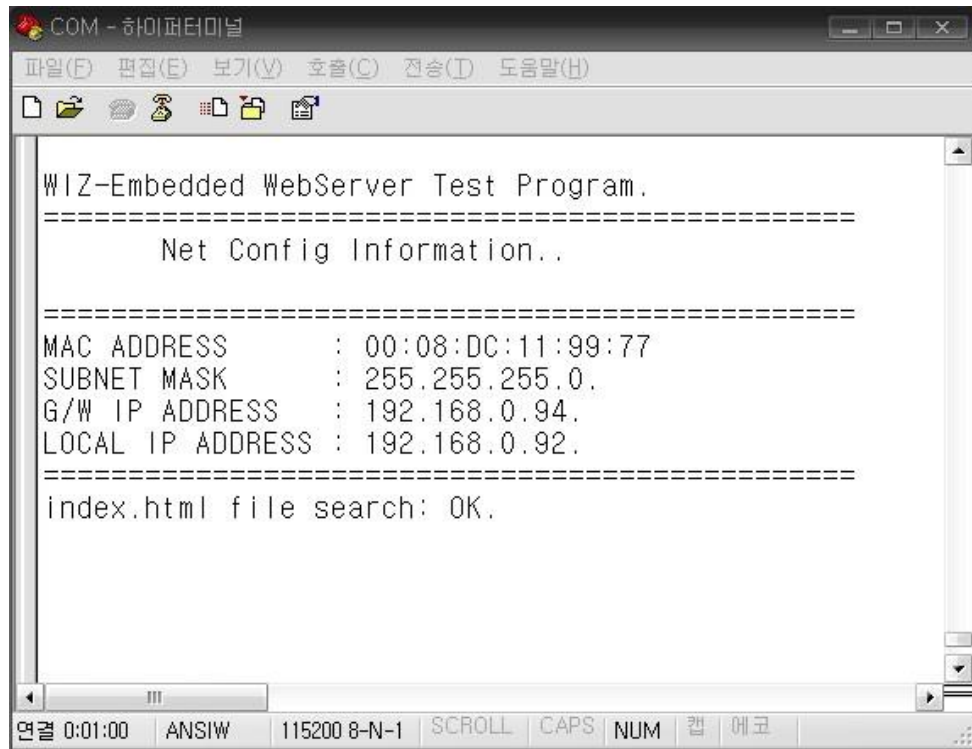 COM - 하이퍼터미널
파일(F) 편집(E) 보기(V) 호출(C) 전송(T) 도움말(H)
WIZ-Embedded WebServer Test Program.
================================================
Net Config Information..
================================================
MAC ADDRESS : 00:08:DC:11:99:77
SUBNET MASK : 255.255.255.0.
G/W IP ADDRESS : 192.168.0.94.
LOCAL IP ADDRESS : 192.168.0.92.
================================================
index.html file search: OK.
연결 0:01:00 ANSIW 115200 8-N-1 SCROLL CAPS NUM 캡 에코